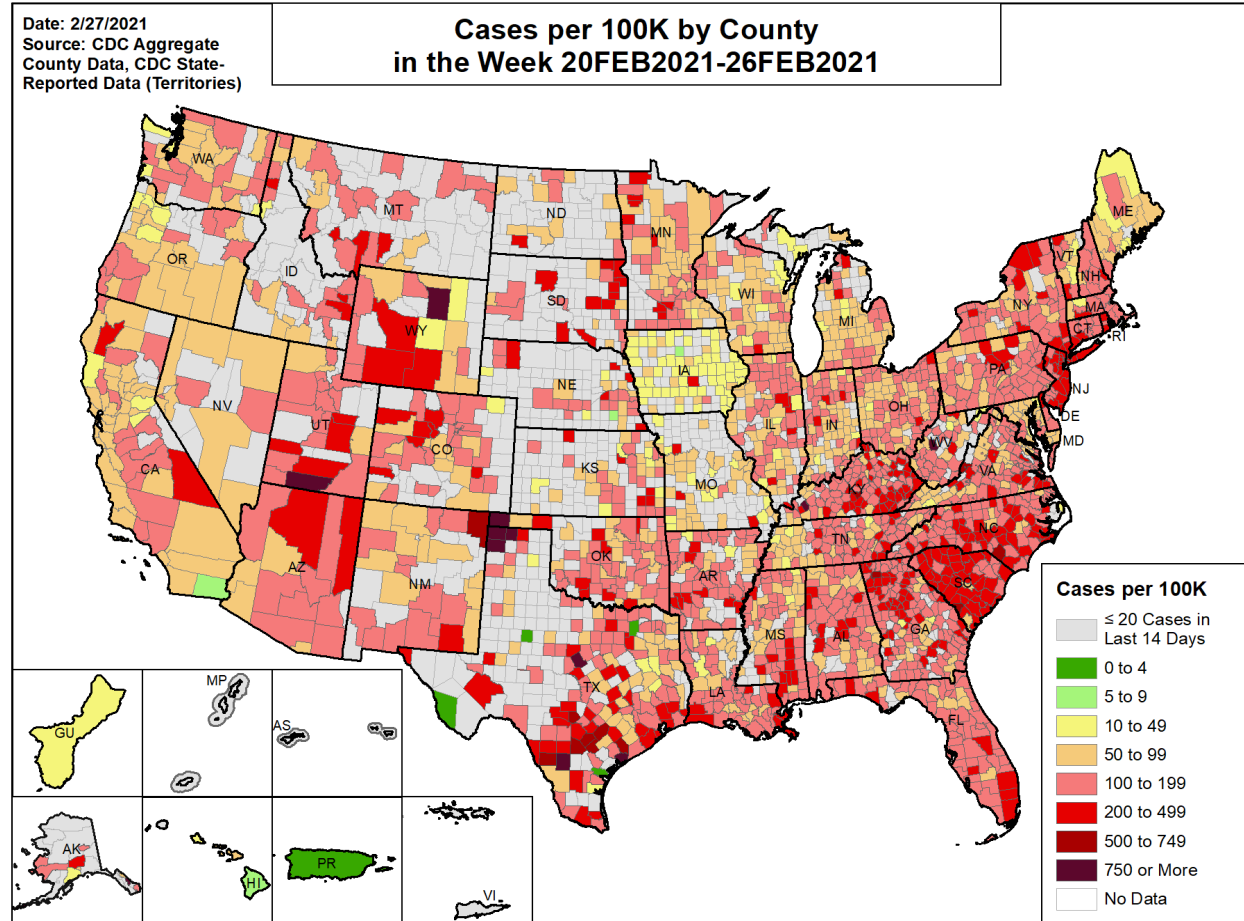 Date: 2/27/2021
Source: CDC Aggregate
County Data, CDC State-
Reported Data (Territories)
Cases per 100K by County
in the Week 20FEB2021-26FEB2021
WA
MT
ND
MN
ME
OR
ID
SD
WI
VT
NH
WY
MI
NY
MA
CT
RI
IA
NE
PA
NJ
NV
UT
CO
IL
IN
OH
DE
MD
CA
KS
MO
WV
VA
KY
AZ
NM
OK
AR
TN
NC
SC
TX
LA
MS
AL
GA
FL
GU
MP
AS
AK
HI
PR
VI
Cases per 100K
≤ 20 Cases in
Last 14 Days
0 to 4
5 to 9
10 to 49
50 to 99
100 to 199
200 to 499
500 to 749
750 or More
No Data